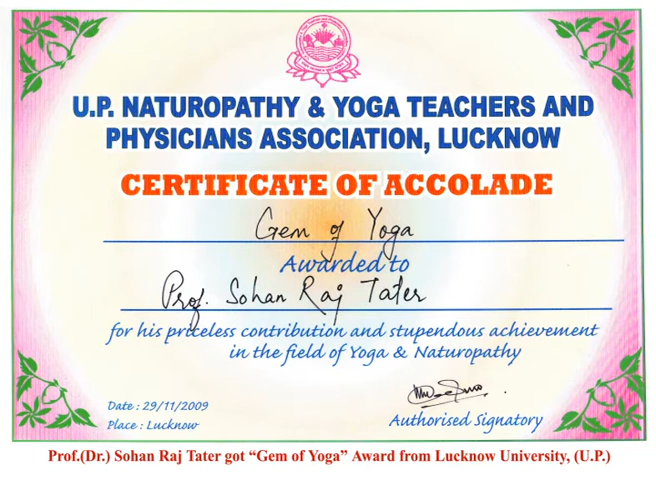 U.P. NATUROPATHY & YOGA TEACHERS AND
PHYSICIANS ASSOCIATION, LUCKNOW
CERTIFICATE OF ACCOLADE
Gem of Yoga
Awarded to
Prof. Sohan Raj Tater
for his priceless contribution and stupendous achievement
in the field of Yoga & Naturopathy
Date : 29/11/2009
Place : Lucknow
Authorised Signatory
Prof.(Dr.) Sohan Raj Tater got “Gem of Yoga” Award from Lucknow University, (U.P.)